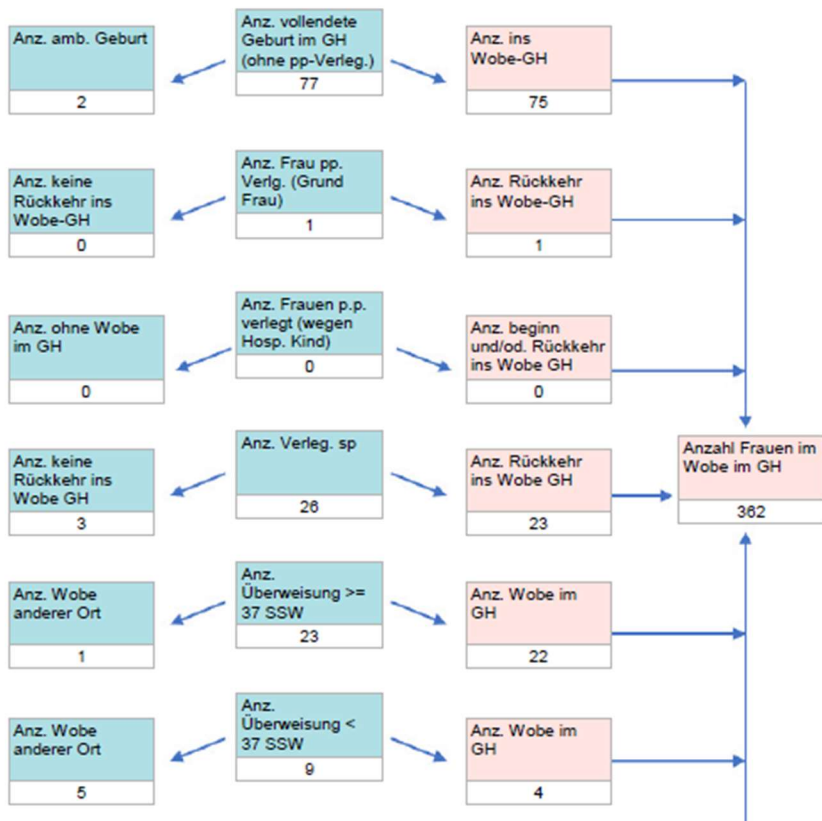 Anz. amb. Geburt
2
Anz. vollendete
Geburt im GH
(ohne pp-Verleg.)
77
Anz. ins
Wobe-GH
75
Anz. keine
Rückkehr ins
Wobe-GH
0
Anz. Frau pp.
Verlg. (Grund
Frau)
1
Anz. Rückkehr
ins Wobe-GH
1
Anz. ohne Wobe
im GH
0
Anz. Frauen p.p.
verlegt (wegen
Hosp. Kind)
0
Anz. beginn
und/od. Rückkehr
ins Wobe GH
0
Anz. keine
Rückkehr ins
Wobe GH
3
Anz. Verleg. sp
26
Anz. Rückkehr
ins Wobe GH
23
Anzahl Frauen im
Wobe im GH
362
Anz. Wobe
anderer Ort
1
Anz.
Überweisung >=
37 SSW
23
Anz. Wobe im
GH
22
Anz. Wobe
anderer Ort
5
Anz.
Überweisung <
37 SSW
9
Anz. Wobe im
GH
4